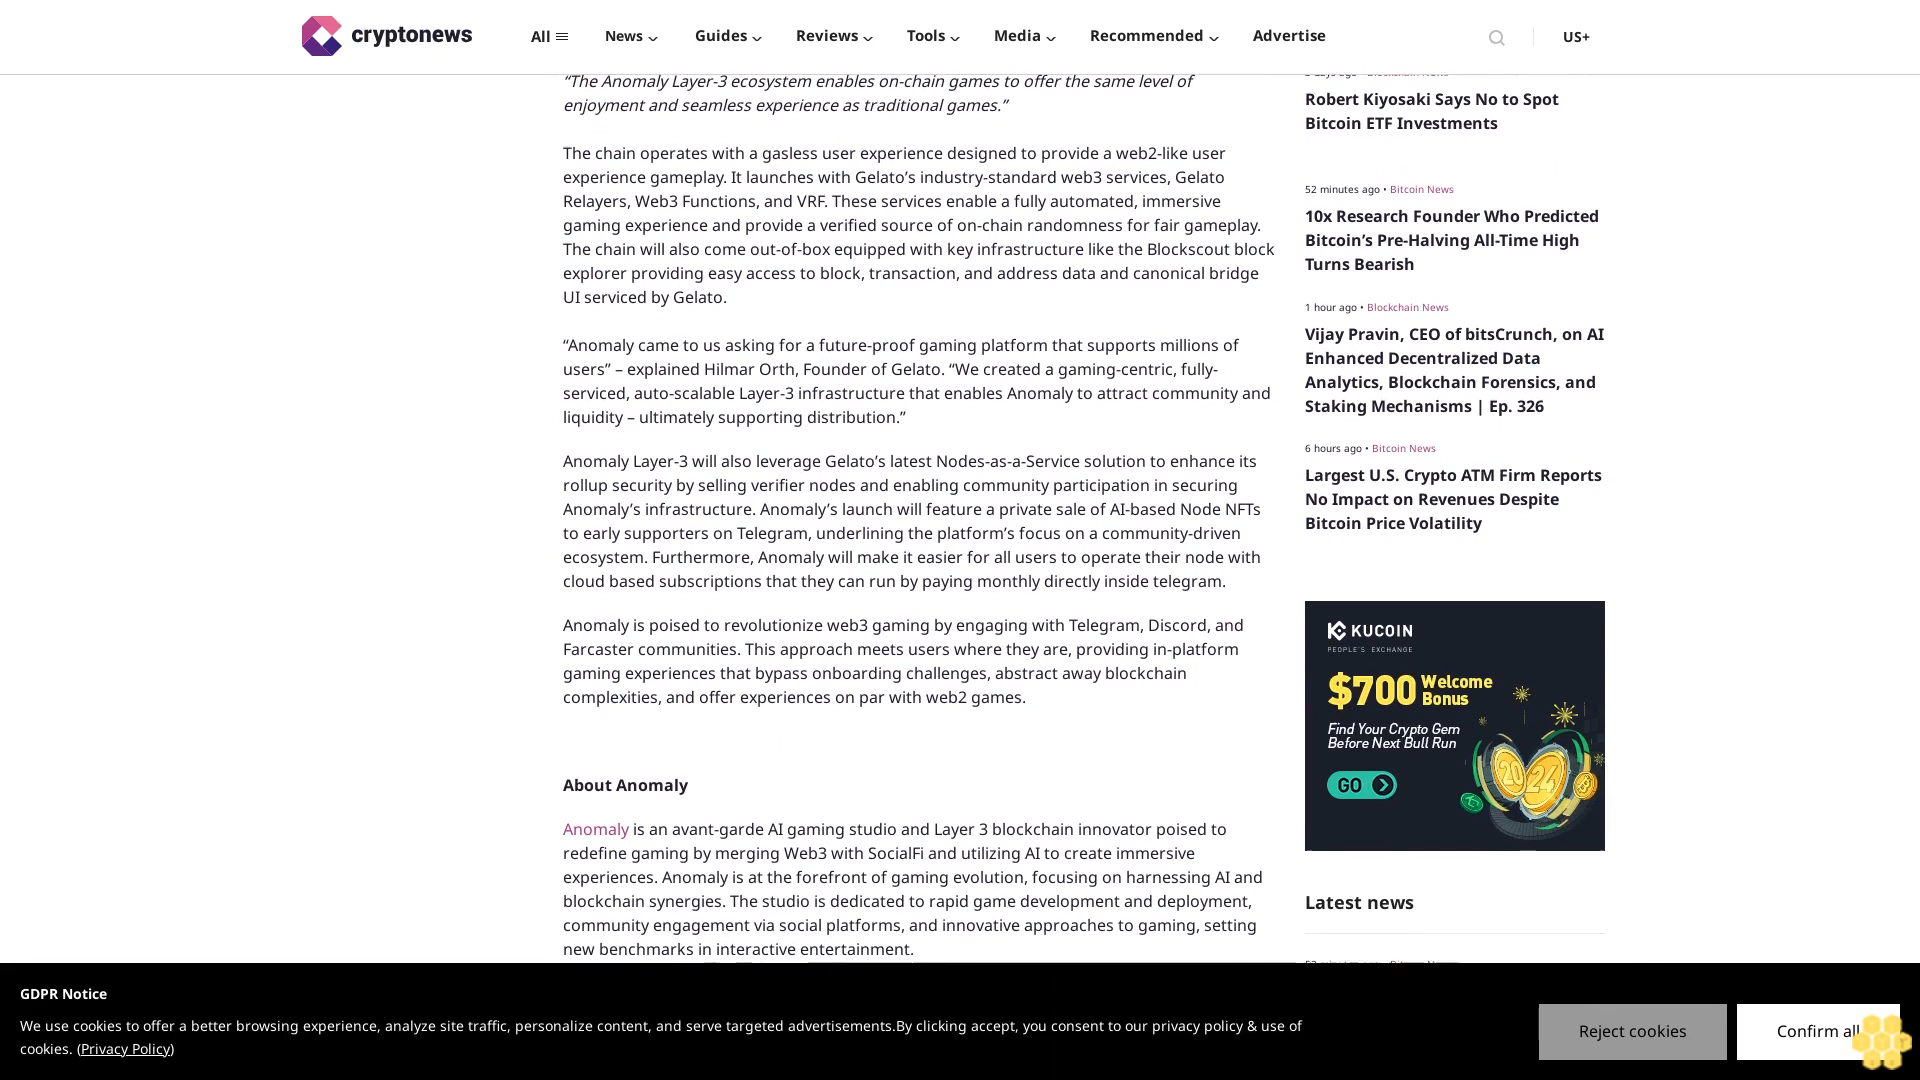 cryptonews
All
News
Guides
Reviews
Tools
Media
Recommended
Advertise
US+
“The Anomaly Layer-3 ecosystem enables on-chain games to offer the same level of
enjoyment and seamless experience as traditional games.”
The chain operates with a gasless user experience designed to provide a web2-like user
experience gameplay. It launches with Gelato’s industry-standard web3 services, Gelato
Relayers, Web3 Functions, and VRF. These services enable a fully automated, immersive
gaming experience and provide a verified source of on-chain randomness for fair gameplay.
The chain will also come out-of-box equipped with key infrastructure like the Blockscout block
explorer providing easy access to block, transaction, and address data and canonical bridge
UI serviced by Gelato.
“Anomaly came to us asking for a future-proof gaming platform that supports millions of
users” – explained Hilmar Orth, Founder of Gelato. “We created a gaming-centric, fully-
serviced, auto-scalable Layer-3 infrastructure that enables Anomaly to attract community and
liquidity – ultimately supporting distribution.”
Anomaly Layer-3 will also leverage Gelato’s latest Nodes-as-a-Service solution to enhance its
rollup security by selling verifier nodes and enabling community participation in securing
Anomaly’s infrastructure. Anomaly’s launch will feature a private sale of AI-based Node NFTs
to early supporters on Telegram, underlining the platform’s focus on a community-driven
ecosystem. Furthermore, Anomaly will make it easier for all users to operate their node with
cloud based subscriptions that they can run by paying monthly directly inside telegram.
Anomaly is poised to revolutionize web3 gaming by engaging with Telegram, Discord, and
Farcaster communities. This approach meets users where they are, providing in-platform
gaming experiences that bypass onboarding challenges, abstract away blockchain
complexities, and offer experiences on par with web2 games.
About Anomaly
Anomaly is an avant-garde AI gaming studio and Layer 3 blockchain innovator poised to
redefine gaming by merging Web3 with SocialFi and utilizing AI to create immersive
experiences. Anomaly is at the forefront of gaming evolution, focusing on harnessing AI and
blockchain synergies. The studio is dedicated to rapid game development and deployment,
community engagement via social platforms, and innovative approaches to gaming, setting
new benchmarks in interactive entertainment.
Robert Kiyosaki Says No to Spot
Bitcoin ETF Investments
52 minutes ago • Bitcoin News
10x Research Founder Who Predicted
Bitcoin’s Pre-Halving All-Time High
Turns Bearish
1 hour ago • Blockchain News
Vijay Pravin, CEO of bitsCrunch, on AI
Enhanced Decentralized Data
Analytics, Blockchain Forensics, and
Staking Mechanisms | Ep. 326
6 hours ago • Bitcoin News
Largest U.S. Crypto ATM Firm Reports
No Impact on Revenues Despite
Bitcoin Price Volatility
KUCOIN
PEOPLE'S EXCHANGE
$700 Welcome
Bonus
Find Your Crypto Gem
Before Next Bull Run
GO
20 24
Latest news
GDPR Notice
We use cookies to offer a better browsing experience, analyze site traffic, personalize content, and serve targeted advertisements.By clicking accept, you consent to our privacy policy & use of
cookies. (Privacy Policy)
Reject cookies
Confirm all